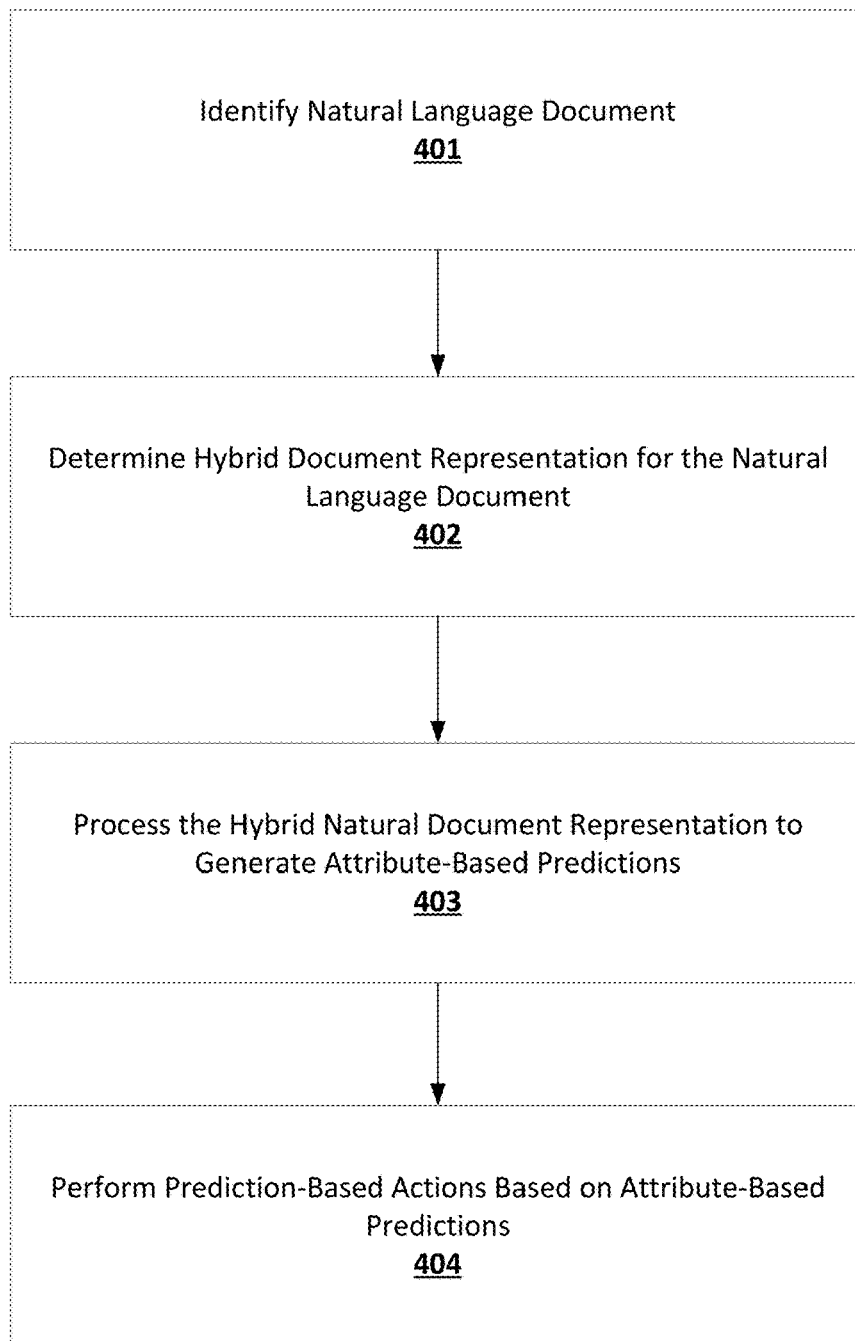 Identify Natural Language Document
401
Determine Hybrid Document Representation for the Natural
Language Document
402
Process the Hybrid Natural Document Representation to
Generate Attribute-Based Predictions
403
Perform Prediction-Based Actions Based on Attribute-Based
Predictions
404